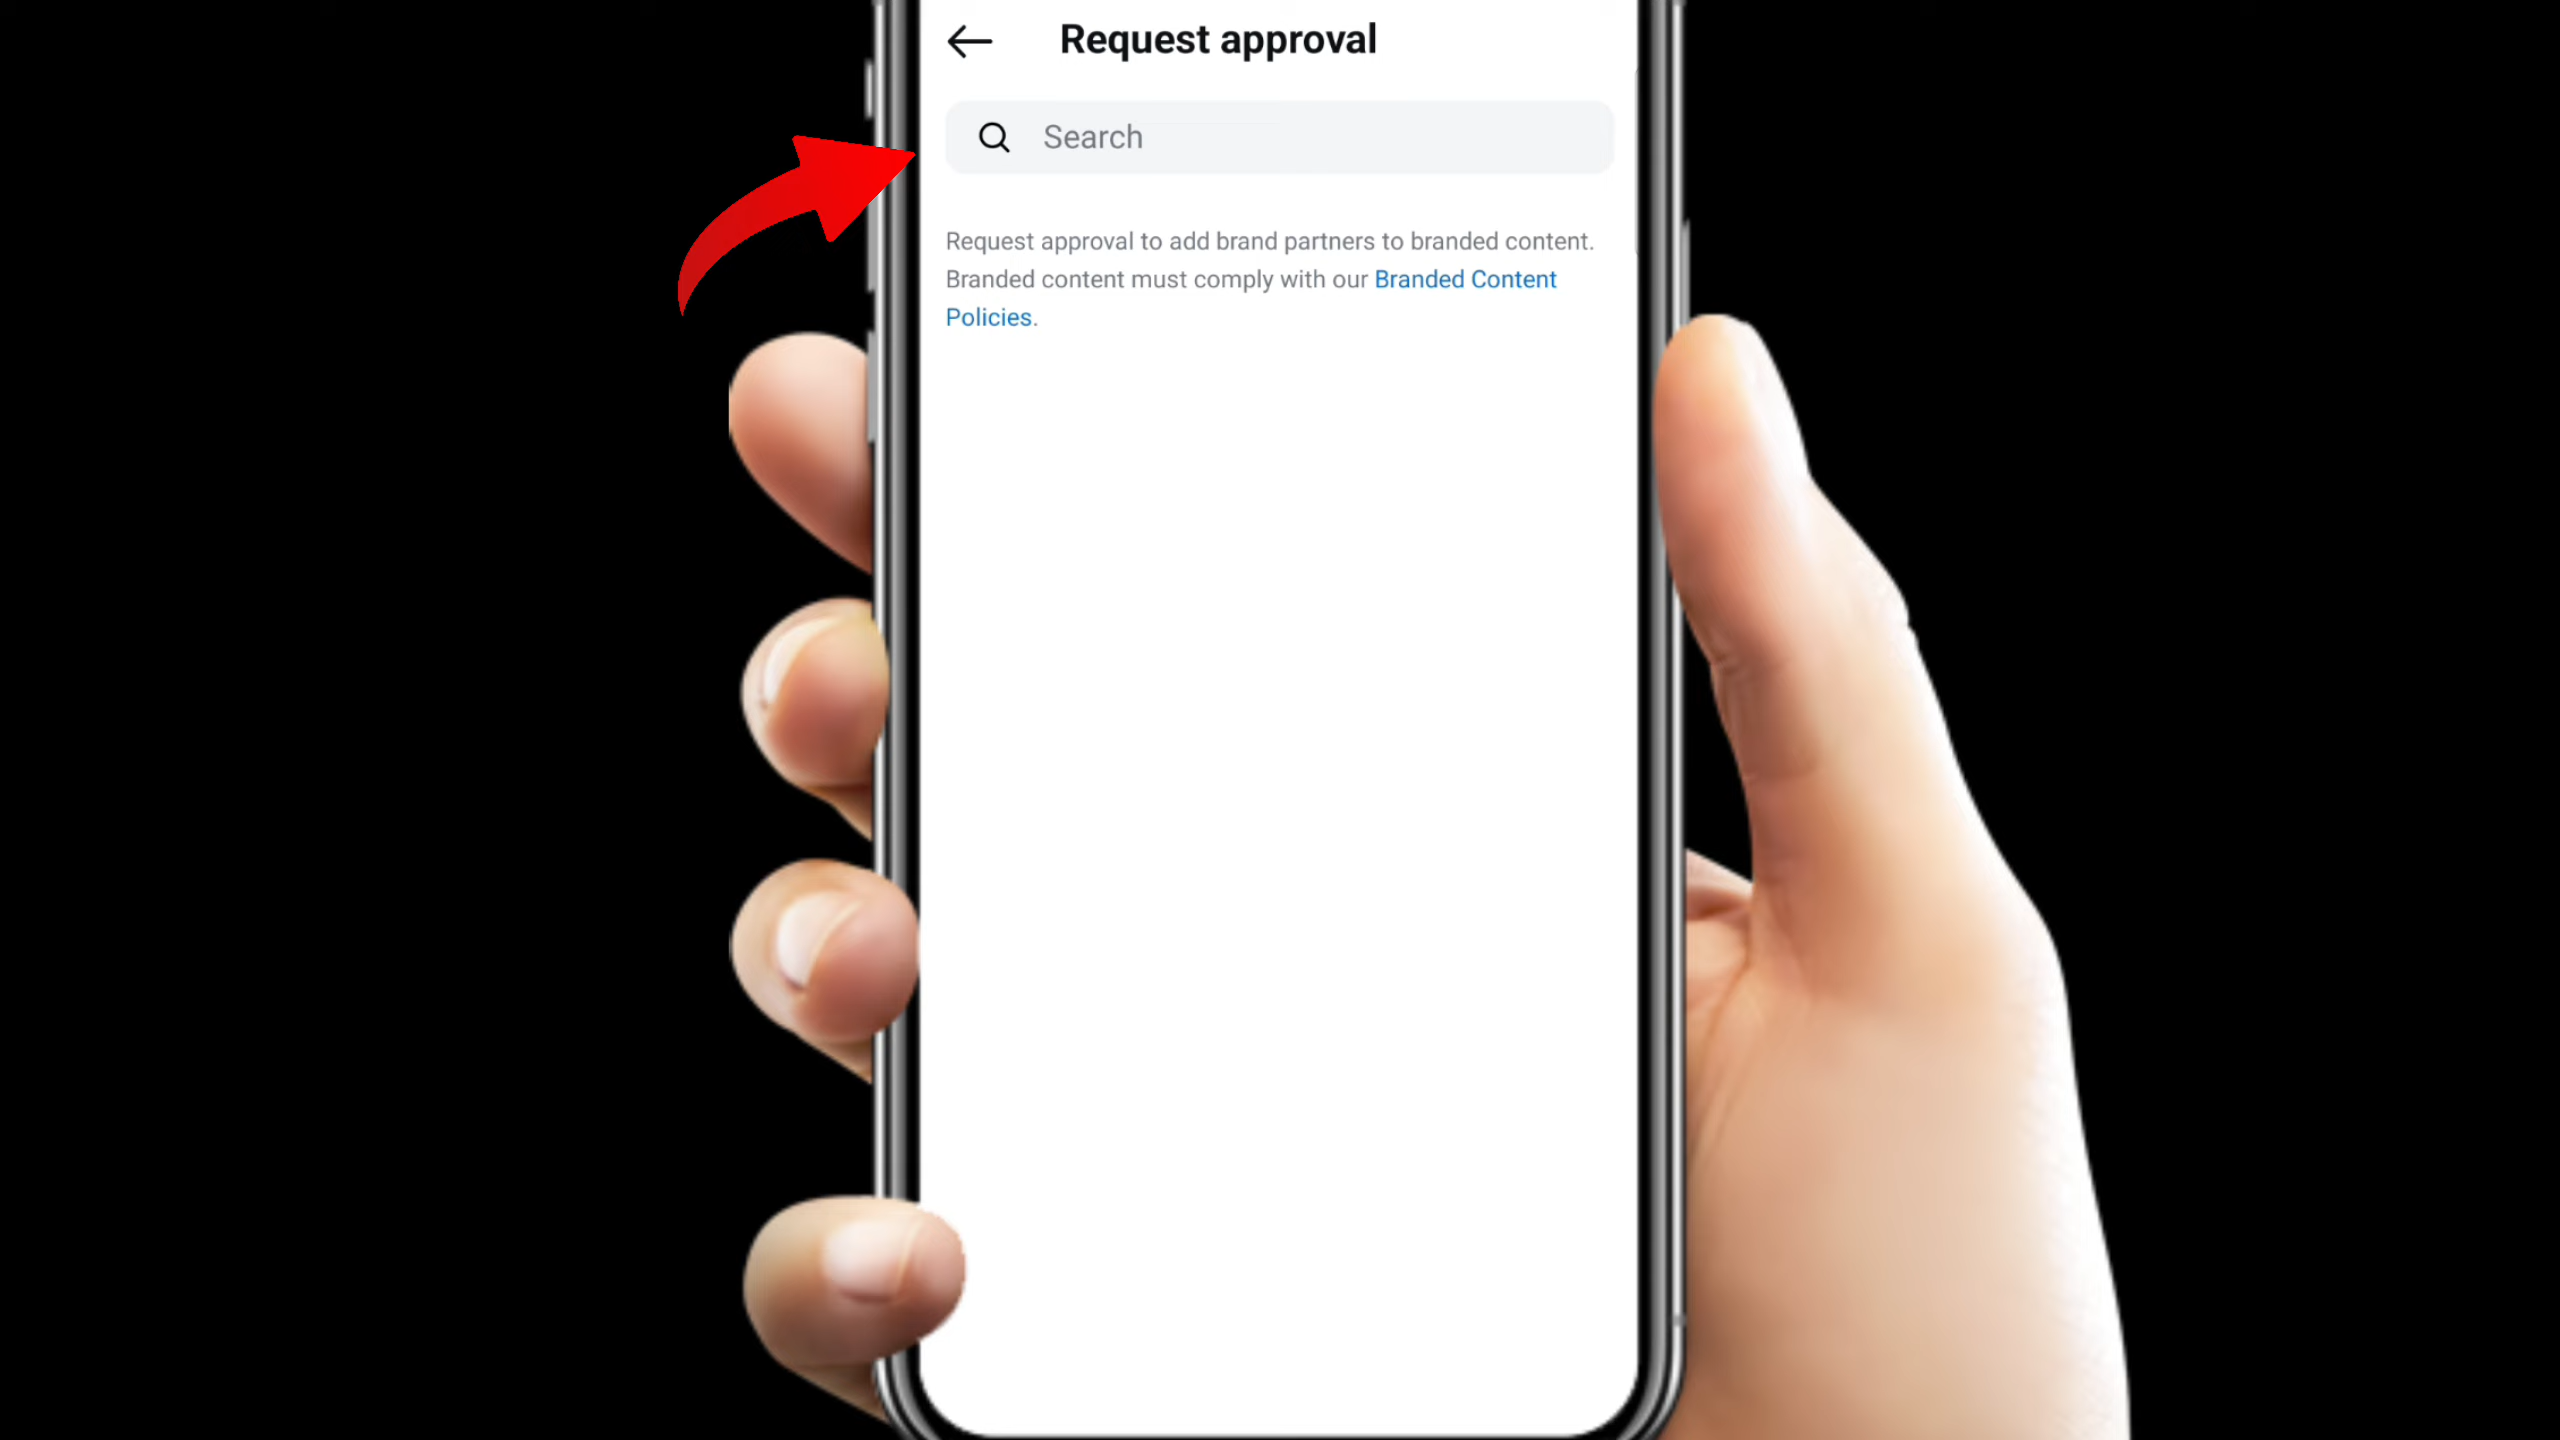 Request approval
Search
Request approval to add brand partners to branded content.
Branded content must comply with our Branded Content
Policies.